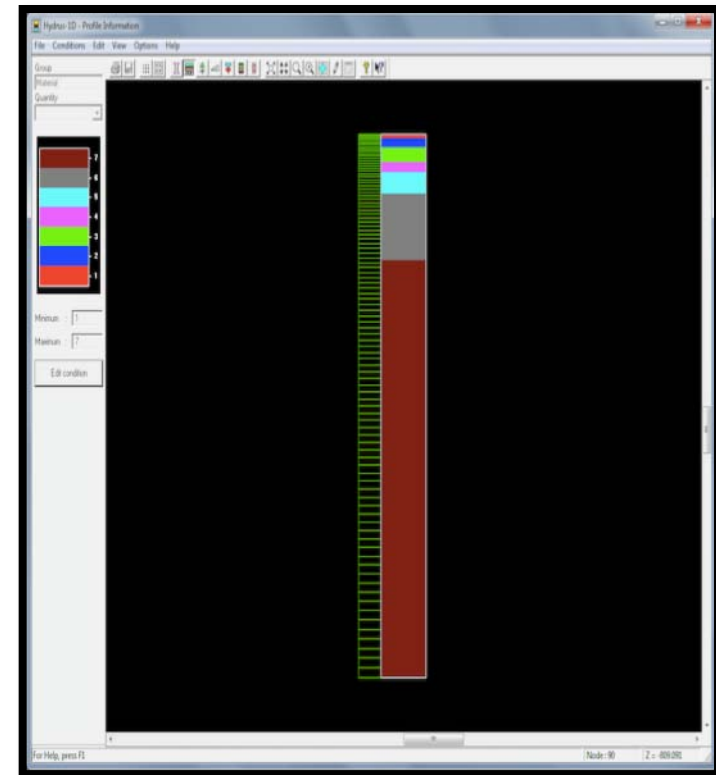 Hydrus-1D - Profile Information
File Conditions Edit View Options Help
Group
Material
Quantity
7
6
5
4
3
2
1
Minimum : 1
Maximum : 7
Edit condition
For Help, press F1
Node: 90